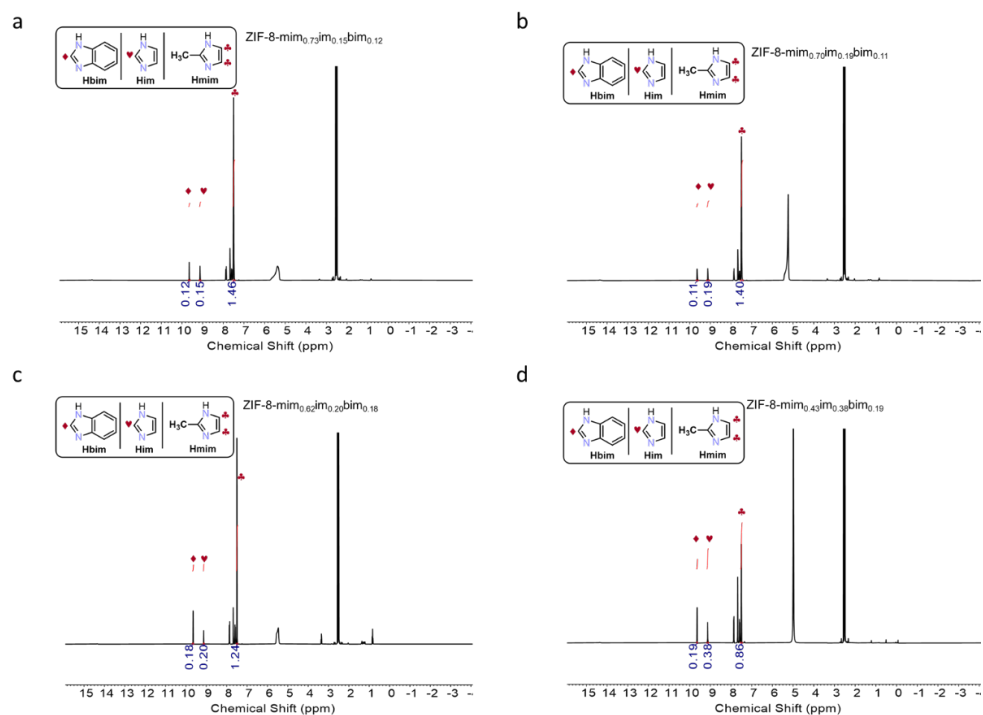 a
ZIF-8-mim0.73im0.15bim0.12
H
N
N
Hbim
H
N
N
Him
H
N
H3C
N
Hmim
♦ ♥ ♣
0.12
0.15
1.46
15 14 13 12 11 10 9 8 7 6 5 4 3 2 1 0 -1 -2 -3 -4
Chemical Shift (ppm)
b
ZIF-8-mim0.70im0.19bim0.11
H
N
N
Hbim
H
N
N
Him
H
N
H3C
N
Hmim
♦ ♥ ♣
0.11
0.19
1.40
15 14 13 12 11 10 9 8 7 6 5 4 3 2 1 0 -1 -2 -3 -4
Chemical Shift (ppm)
c
ZIF-8-mim0.62im0.20bim0.18
H
N
N
Hbim
H
N
N
Him
H
N
H3C
N
Hmim
♦ ♥ ♣
0.18
0.20
1.24
15 14 13 12 11 10 9 8 7 6 5 4 3 2 1 0 -1 -2 -3 -4
Chemical Shift (ppm)
d
ZIF-8-mim0.43im0.38bim0.19
H
N
N
Hbim
H
N
N
Him
H
N
H3C
N
Hmim
♦ ♥ ♣
0.19
0.38
0.86
15 14 13 12 11 10 9 8 7 6 5 4 3 2 1 0 -1 -2 -3 -4
Chemical Shift (ppm)